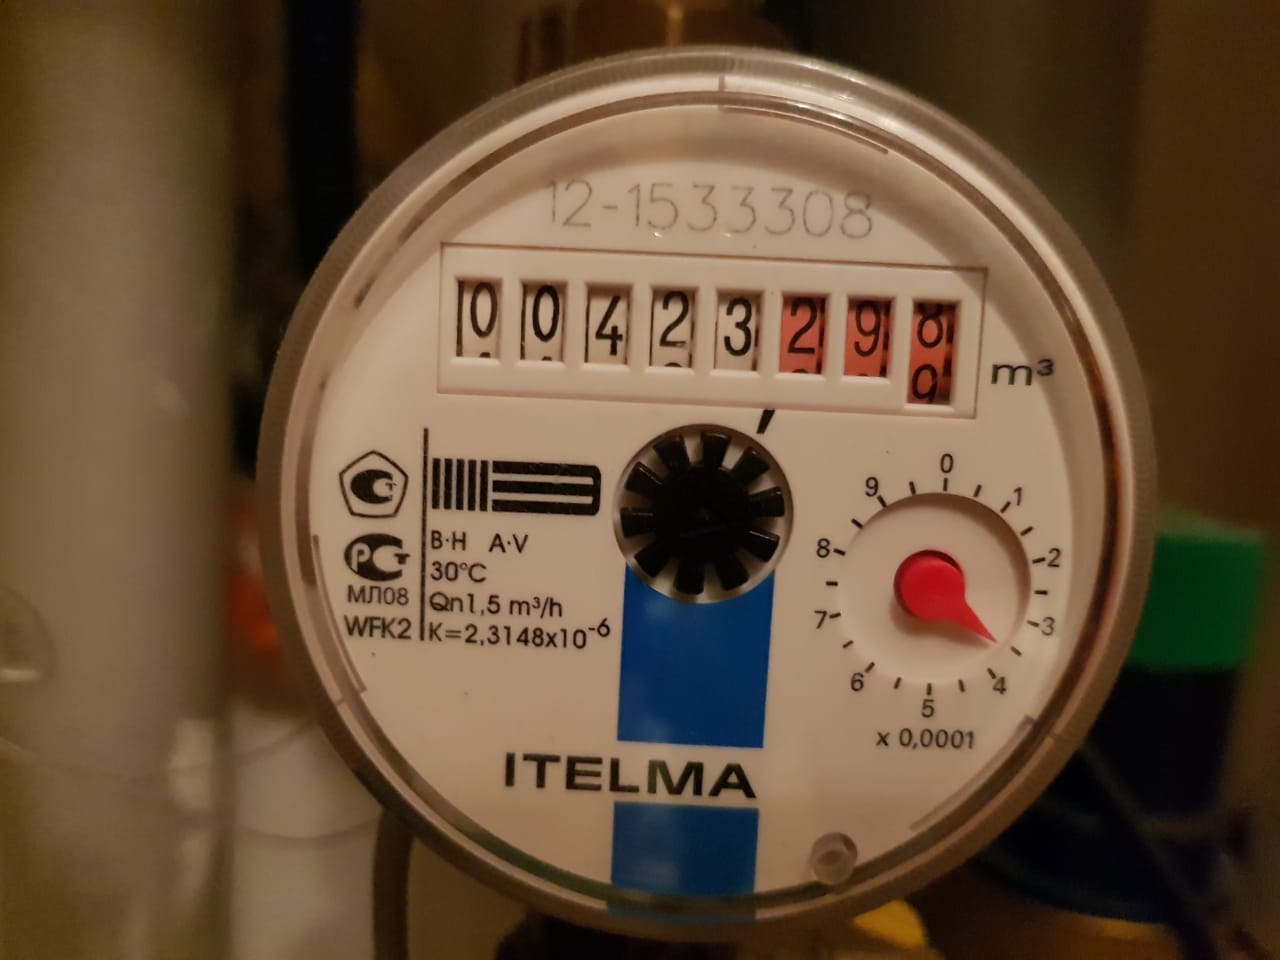 12-1533308
00423298
m³
B·H A·V
30°C
МЛ08 Qn1,5 m³/h
WFK2 K=2,3148x10⁻⁶
0
1
2
3
4
5
6
7
8
9
x 0,0001
ITELMA